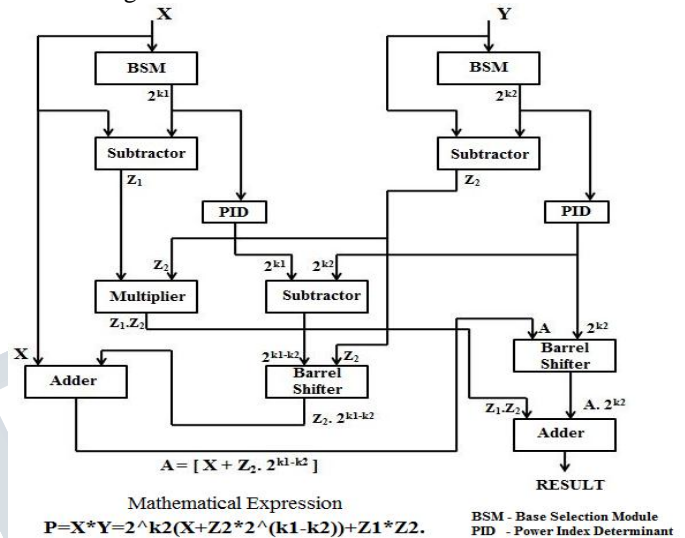 X Y
BSM BSM
2^k1 2^k2
Subtractor Subtractor
Z₁ Z₂
PID PID
Z₂ 2^k1 2^k2
Multiplier Subtractor
Z₁.Z₂ A 2^k2
X 2^k1-k2 Z₂ Barrel
Shifter
Adder Barrel
Shifter
Z₁.Z₂ A. 2^k2
Z₂. 2^k1-k2 Adder
A = [ X + Z₂. 2^k1-k2 ]
RESULT
Mathematical Expression
P=X*Y=2^k2(X+Z2*2^(k1-k2))+Z1*Z2.
BSM - Base Selection Module
PID - Power Index Determinant